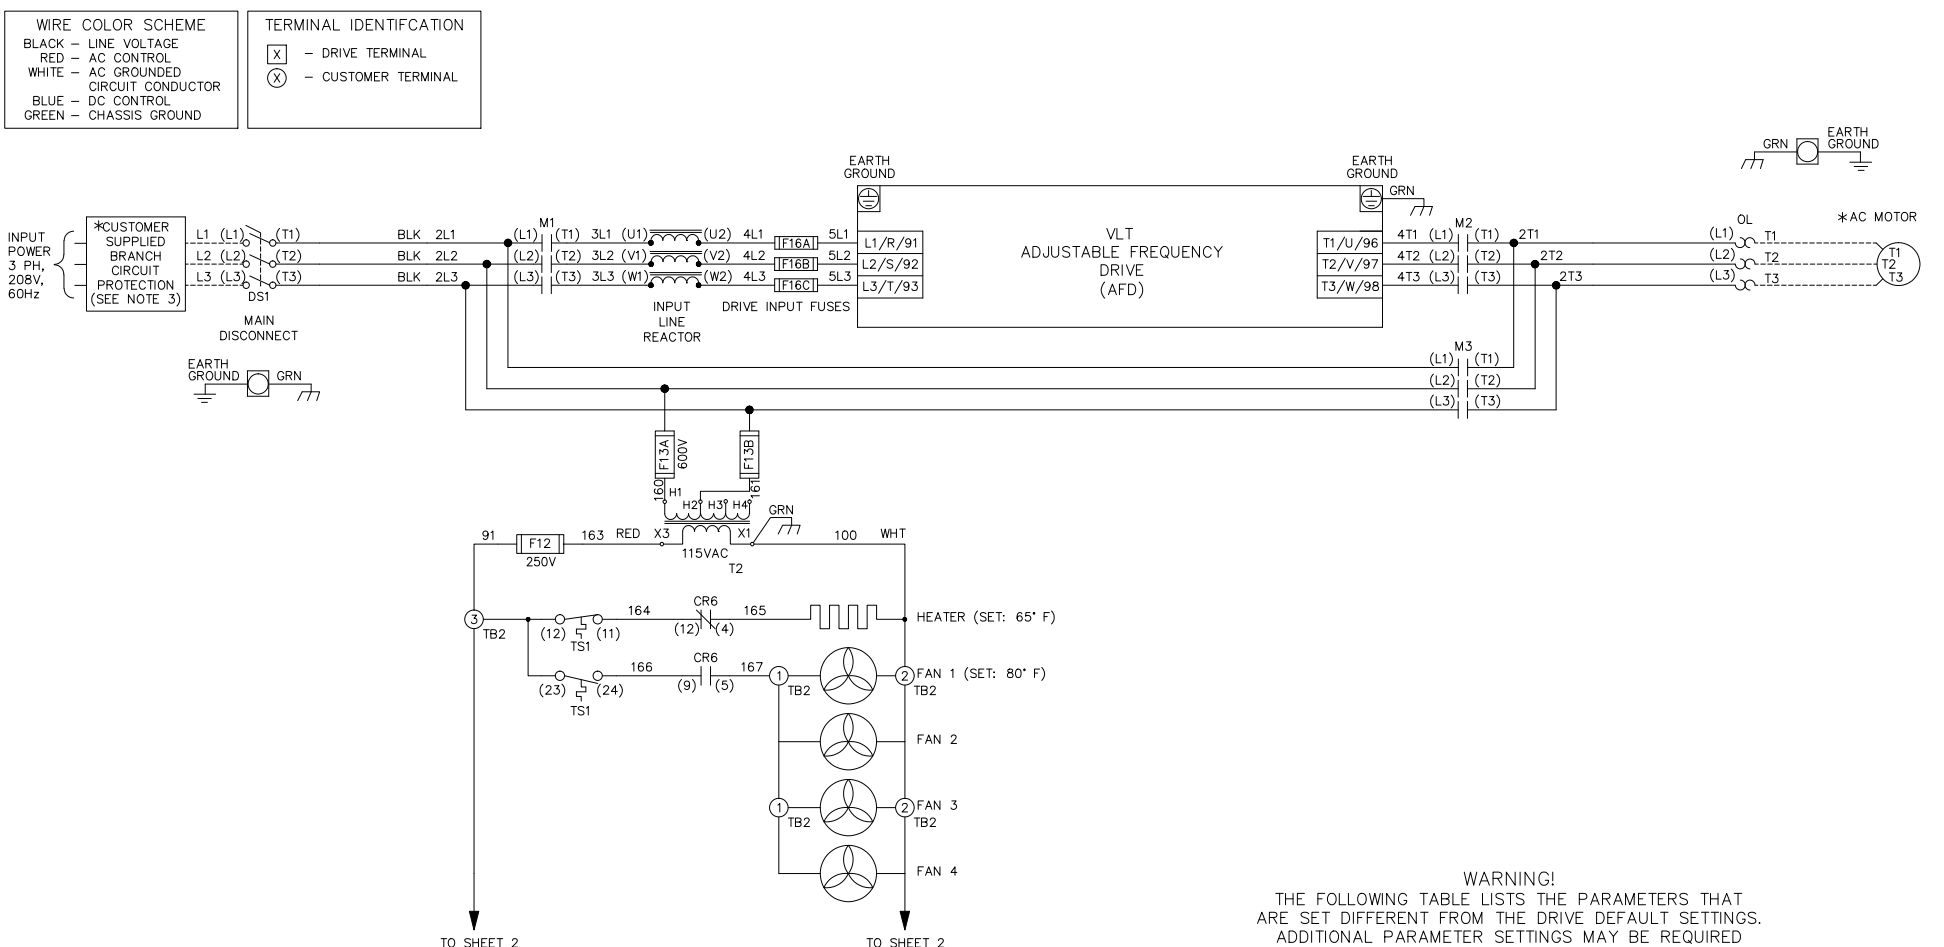 WIRE COLOR SCHEME
BLACK – LINE VOLTAGE
RED – AC CONTROL
WHITE – AC GROUNDED
CIRCUIT CONDUCTOR
BLUE – DC CONTROL
GREEN – CHASSIS GROUND
TERMINAL IDENTIFCATION
X – DRIVE TERMINAL
X – CUSTOMER TERMINAL
INPUT
POWER
3 PH,
208V,
60Hz
*CUSTOMER
SUPPLIED
BRANCH
CIRCUIT
PROTECTION
(SEE NOTE 3)
L1 (L1) (T1) BLK 2L1 (L1) M1 (T1) 3L1 (U1) (U2) 4L1 F16A 5L1 L1/R/91
L2 (L2) (T2) BLK 2L2 (L2) (T2) 3L2 (V1) (V2) 4L2 F16B 5L2 L2/S/92
L3 (L3) (T3) BLK 2L3 (L3) (T3) 3L3 (W1) (W2) 4L3 F16C 5L3 L3/T/93
DS1
MAIN
DISCONNECT
INPUT
LINE
REACTOR
DRIVE INPUT FUSES
EARTH
GROUND
GRN
EARTH
GROUND
VLT
ADJUSTABLE FREQUENCY
DRIVE
(AFD)
EARTH
GROUND
GRN
T1/U/96 4T1 (L1) M2 (T1) 2T1
T2/V/97 4T2 (L2) (T2) 2T2
T3/W/98 4T3 (L3) (T3) 2T3
GRN
EARTH
GROUND
OL
*AC MOTOR
(L1) T1 T1
(L2) T2 T2
(L3) T3 T3
M3
(L1) (T1)
(L2) (T2)
(L3) (T3)
F13A
600V
F13B
160
H1
H2 H3 H4
161
GRN
91 F12 163 RED X3 X1 100 WHT
250V
115VAC
T2
3
TB2
(12) (11)
TS1
164
CR6
(12) (4)
165
HEATER (SET: 65° F)
(23) (24)
TS1
166
CR6
(9) (5)
167
1
TB2
2
TB2
FAN 1 (SET: 80° F)
FAN 2
1
TB2
2
TB2
FAN 3
FAN 4
TO SHEET 2
TO SHEET 2
WARNING!
THE FOLLOWING TABLE LISTS THE PARAMETERS THAT
ARE SET DIFFERENT FROM THE DRIVE DEFAULT SETTINGS.
ADDITIONAL PARAMETER SETTINGS MAY BE REQUIRED